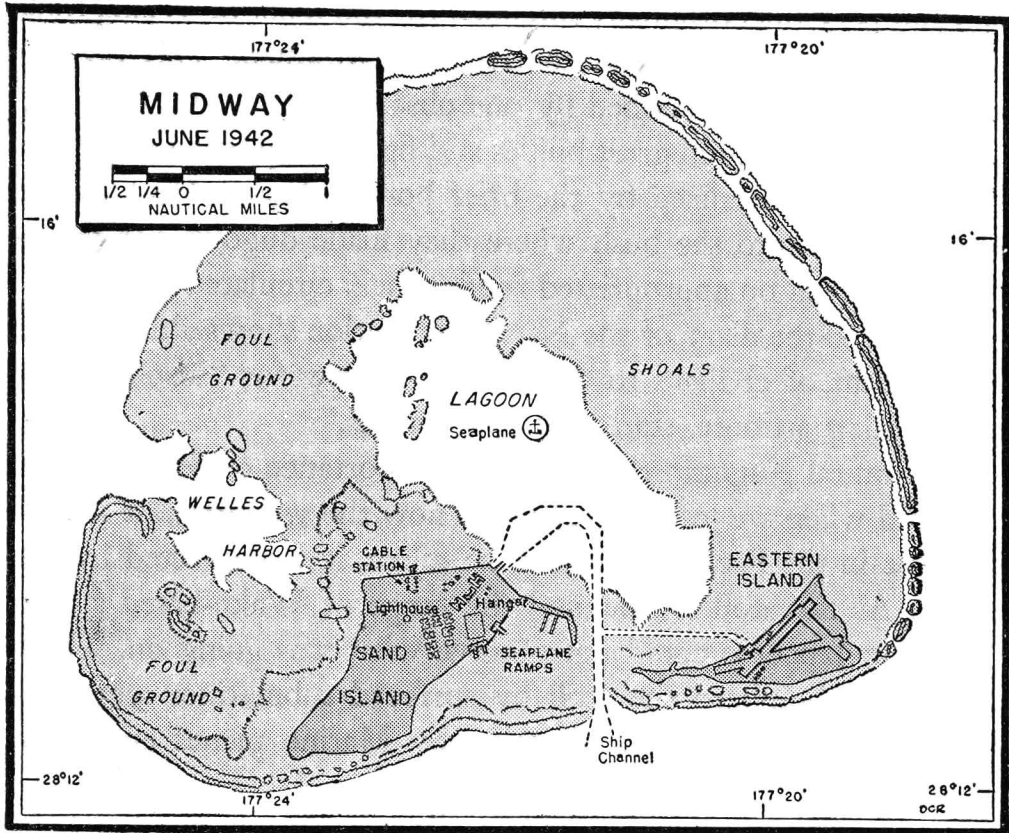 177°24'
177°20'
MIDWAY
JUNE 1942
1/2 1/4 0 1/2 1
NAUTICAL MILES
16'
16'
FOUL
GROUND
SHOALS
LAGOON
Seaplane
WELLES
HARBOR
CABLE
STATION
EASTERN
ISLAND
Lighthouse
Hangar
SAND
ISLAND
SEAPLANE
RAMPS
FOUL
GROUND
Ship
Channel
28°12'
177°24'
177°20'
28°12'
DCR